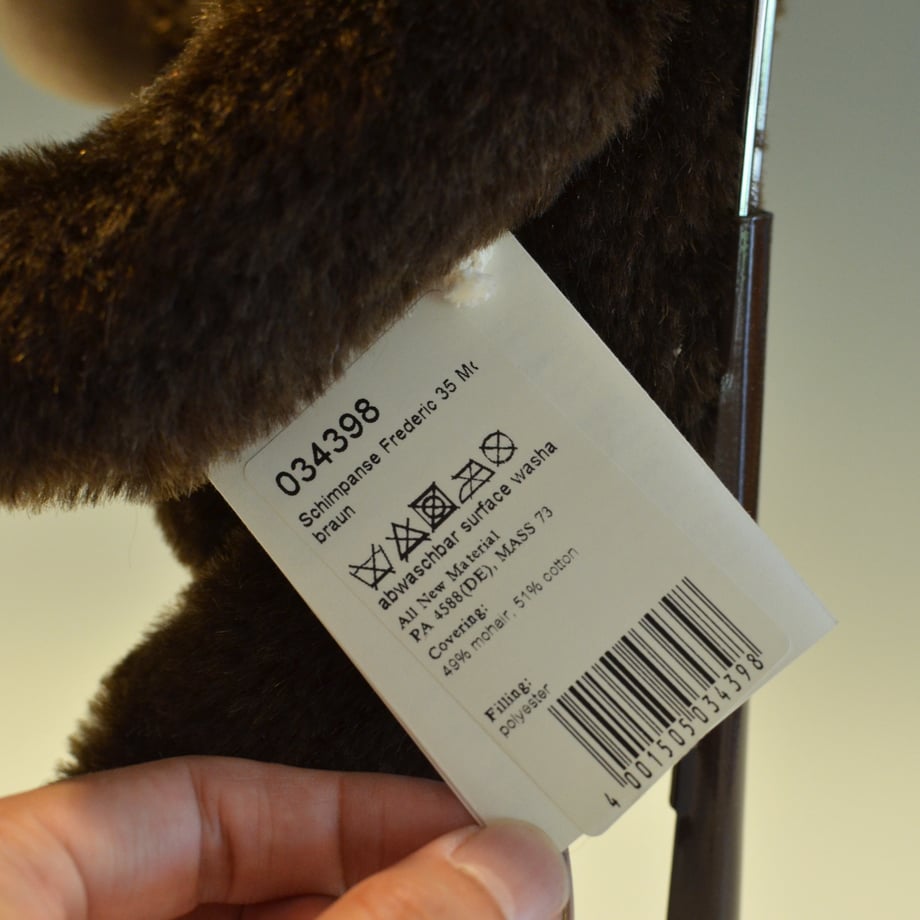 034398
Schimpanse Frederic 35
braun
abwaschbar surface washa
All New Material
PA 4588(DE), MASS 73
Covering:
49% mohair, 51% cotton
Filling:
polyester
4 001505 034398